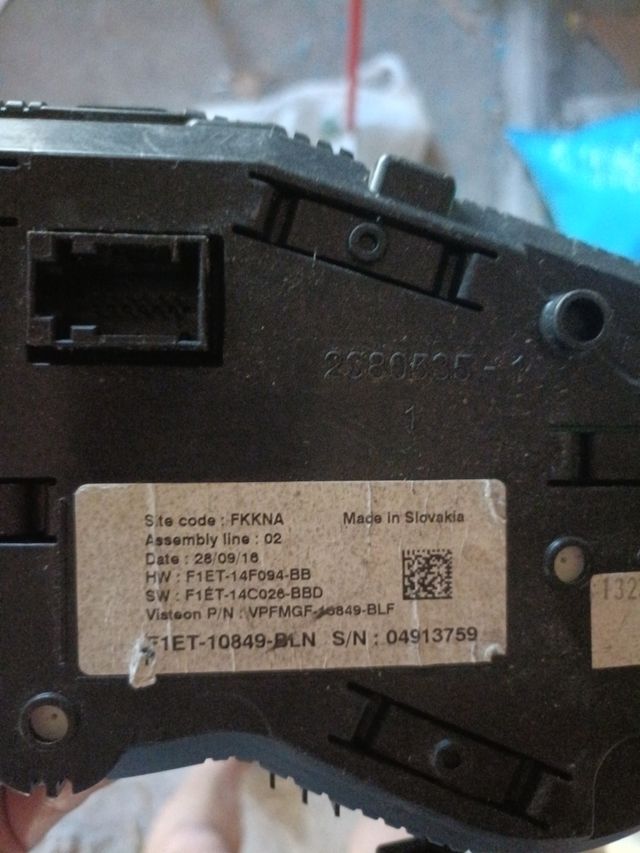 2S80535-1
1
Site code : FKKNA Made in Slovakia
Assembly line : 02
Date : 28/09/16
HW : F1ET-14F094-BB
SW : F1ET-14C026-BBD
Visteon P/N : VPFMGF-10849-BLF
F1ET-10849-BLN S/N : 04913759
132